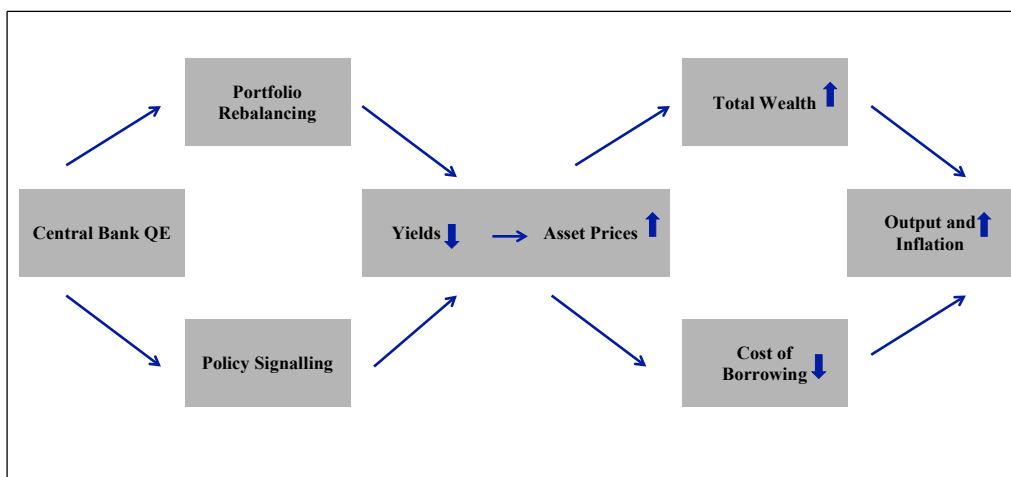 Portfolio
Rebalancing
Total Wealth
Central Bank QE
Yields
Asset Prices
Output and
Inflation
Policy Signalling
Cost of
Borrowing